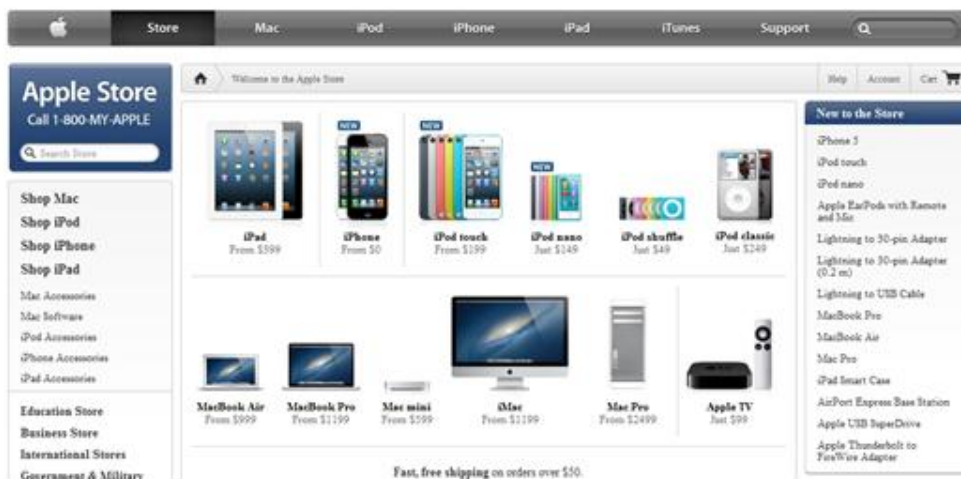 Store
Mac
iPod
iPhone
iPad
iTunes
Support
Apple Store
Call 1-800-MY-APPLE
Search Store
Shop Mac
Shop iPod
Shop iPhone
Shop iPad
Mac Accessories
Mac Software
iPod Accessories
iPhone Accessories
iPad Accessories
Education Store
Business Store
International Stores
Government & Military
Welcome to the Apple Store
Help
Account
Cart
iPad
From $399
NEW
iPhone
From $0
NEW
iPod touch
From $199
NEW
iPod nano
Just $149
iPod shuffle
Just $49
iPod classic
Just $249
MacBook Air
From $999
MacBook Pro
From $1199
Mac mini
From $599
iMac
From $1199
Mac Pro
From $2499
Apple TV
Just $99
Fast, free shipping on orders over $50.
New to the Store
iPhone 5
iPod touch
iPod nano
Apple EarPods with Remote
and Mic
Lightning to 30-pin Adapter
Lightning to 30-pin Adapter
(0.2 m)
Lightning to USB Cable
MacBook Pro
MacBook Air
Mac Pro
iPad Smart Case
AirPort Express Base Station
Apple USB SuperDrive
Apple Thunderbolt to
FireWire Adapter